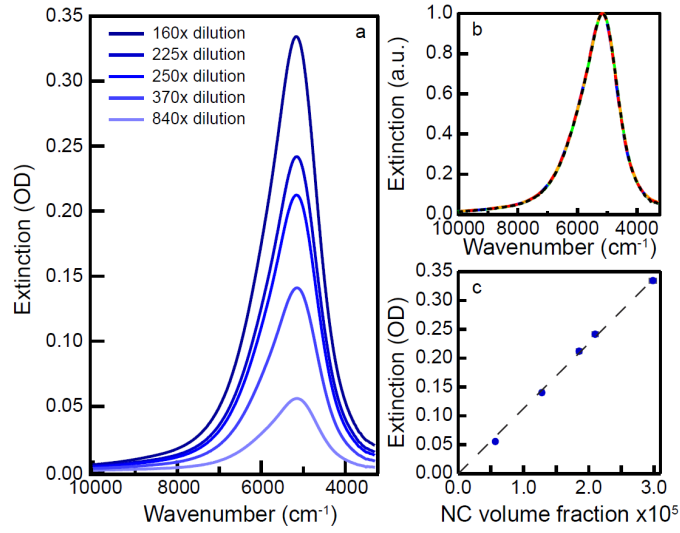 a
160x dilution
225x dilution
250x dilution
370x dilution
840x dilution
0.35
0.30
0.25
0.20
0.15
0.10
0.05
0.00
Extinction (OD)
10000 8000 6000 4000
Wavenumber (cm⁻¹)
b
1.0
0.8
0.6
0.4
0.2
0.0
Extinction (a.u.)
10000 8000 6000 4000
Wavenumber (cm⁻¹)
c
0.35
0.30
0.25
0.20
0.15
0.10
0.05
0.00
Extinction (OD)
0.0 1.0 2.0 3.0
NC volume fraction x10⁵